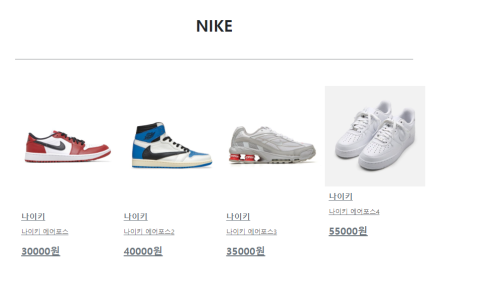 NIKE
나이키
나이키 에어포스
30000원
나이키
나이키 에어포스2
40000원
나이키
나이키 에어포스3
35000원
나이키
나이키 에어포스4
55000원